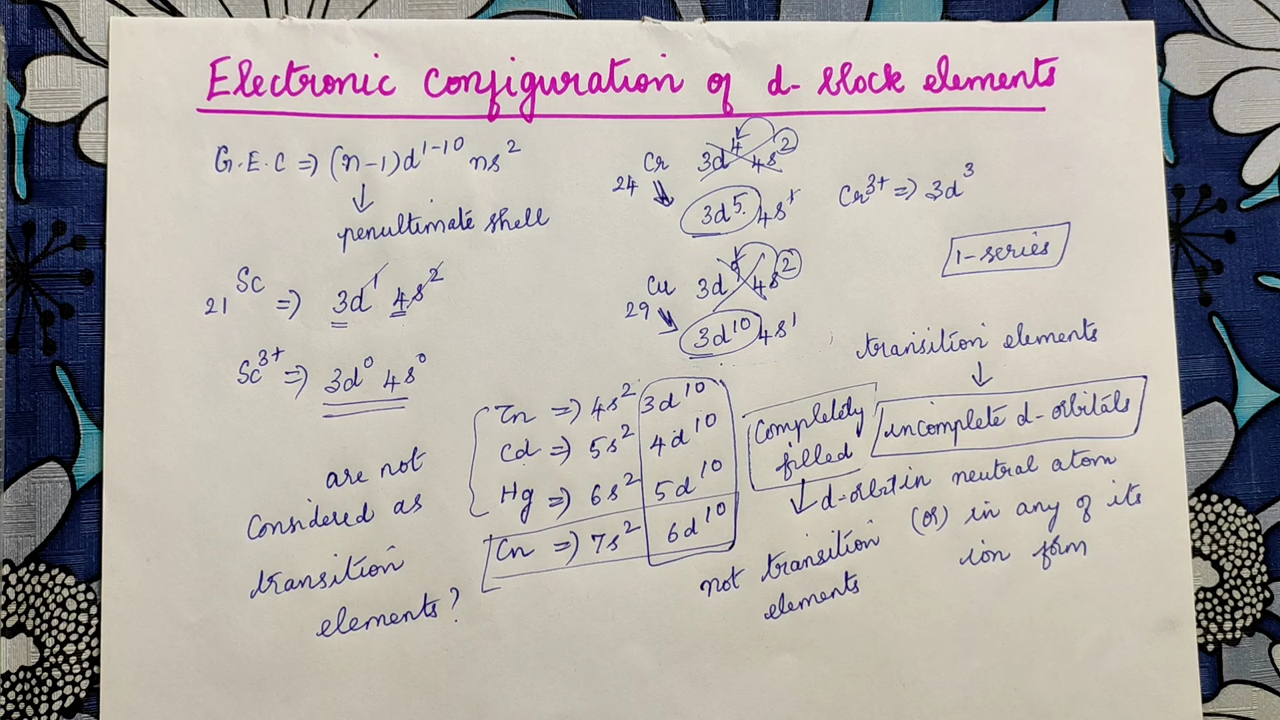 Electronic Configuration of d-block elements
G.E.C ⇒ (n-1)d¹⁻¹⁰ ns²
↓
penultimate shell
₂₁Sc ⇒ 3d¹ 4s²
Sc³⁺ ⇒ 3d⁰ 4s⁰
Cr 3d⁴ 4s²
24
3d⁵ 4s¹
Cr³⁺ ⇒ 3d³
Cu 3d 4s²
29
3d¹⁰ 4s¹
1-series
Zn ⇒ 4s² 3d¹⁰
Cd ⇒ 5s² 4d¹⁰
Hg ⇒ 6s² 5d¹⁰
Cn ⇒ 7s² 6d¹⁰
are not
Considered as
transition
elements?
Completely
filled
↓
not transition
elements
transition elements
↓
incomplete d-orbitals
d-orbt in neutral atom
(or) in any of its
ion form